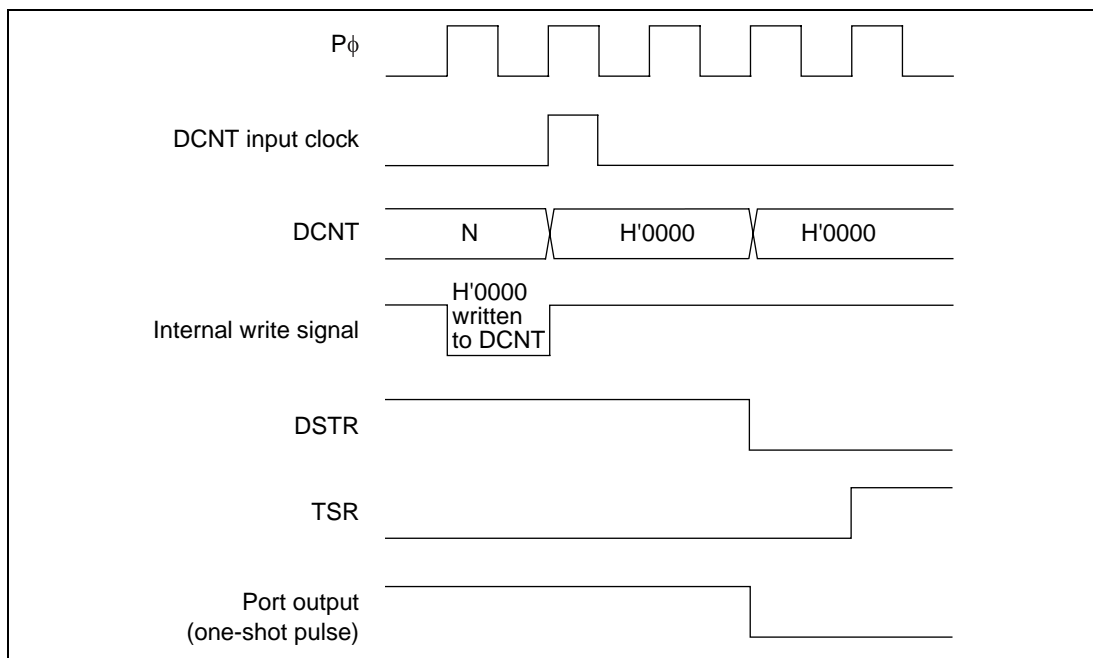 Pϕ
DCNT input clock
DCNT
N
H'0000
H'0000
Internal write signal
H'0000
written
to DCNT
DSTR
TSR
Port output
(one-shot pulse)